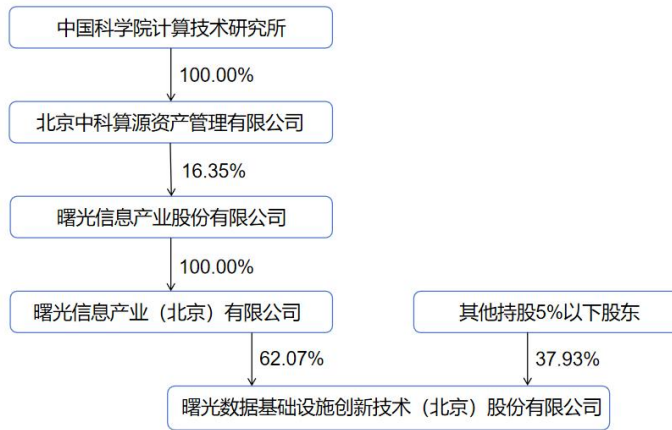 中国科学院计算技术研究所
100.00%
北京中科算源资产管理有限公司
16.35%
曙光信息产业股份有限公司
100.00%
曙光信息产业（北京）有限公司
其他持股5%以下股东
62.07%
37.93%
曙光数据基础设施创新技术（北京）股份有限公司